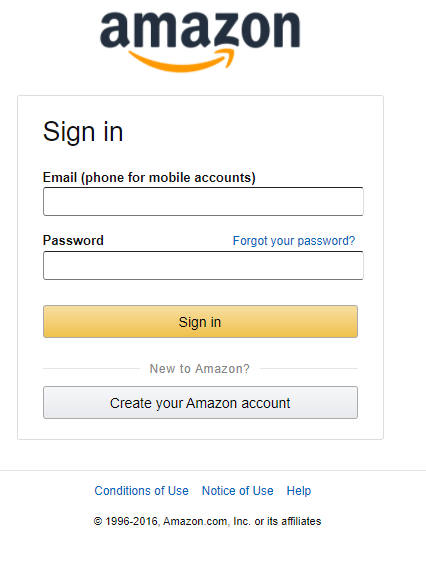 amazon
Sign in
Email (phone for mobile accounts)
Password Forgot your password?
Sign in
New to Amazon?
Create your Amazon account
Conditions of Use Notice of Use Help
© 1996-2016, Amazon.com, Inc. or its affiliates